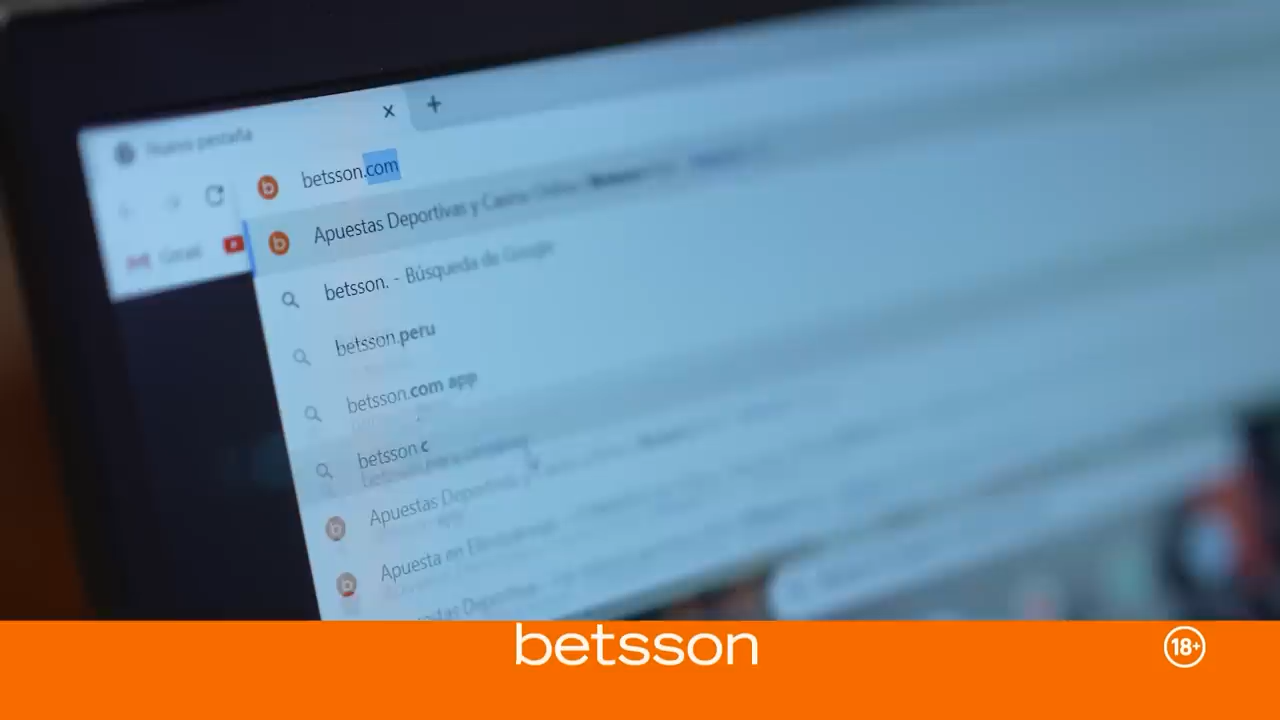 Nueva pestaña
betsson.com
Gmail
Apuestas Deportivas y Casino Online
betsson. - Búsqueda de Google
betsson.peru
betsson.com app
betsson c
Apuestas Deportivas
Apuesta en
Deportivas
betsson
18+